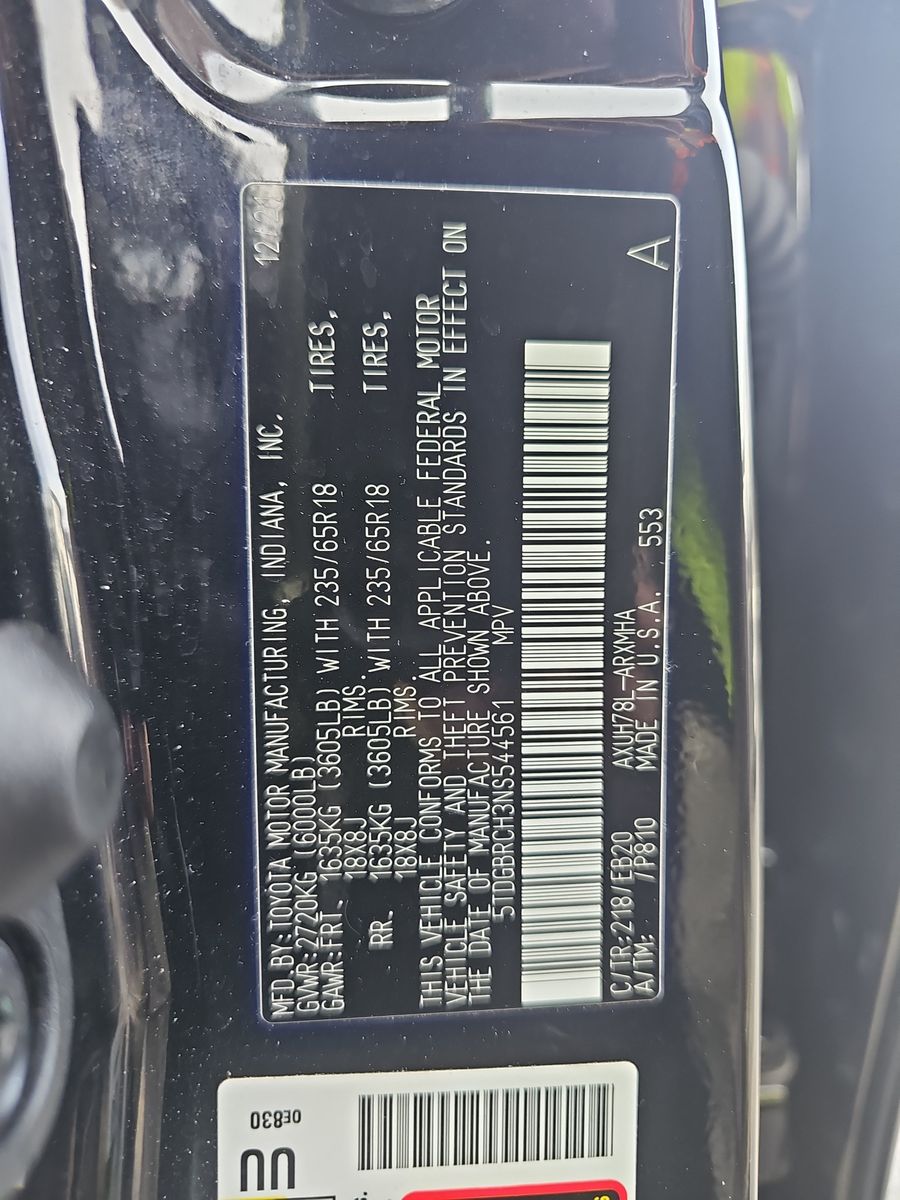 MFD.BY:TOYOTA MOTOR MANUFACTURING, INDIANA, INC. 12/21
GVWR:2720KG (6000LB)
GAWR:FRT. 1635KG (3605LB) WITH 235/65R18 TIRES,
18X8J RIMS.
RR. 1635KG (3605LB) WITH 235/65R18 TIRES,
18X8J RIMS.
THIS VEHICLE CONFORMS TO ALL APPLICABLE FEDERAL MOTOR
VEHICLE SAFETY AND THEFT PREVENTION STANDARDS IN EFFECT ON
THE DATE OF MANUFACTURE SHOWN ABOVE.
5TDGBRCH3NS544561 MPV
C/TR:218/EB20 AXUH78L-ARXMHA
A/TM: /P810 MADE IN U.S.A. 553 A
0E830
UU